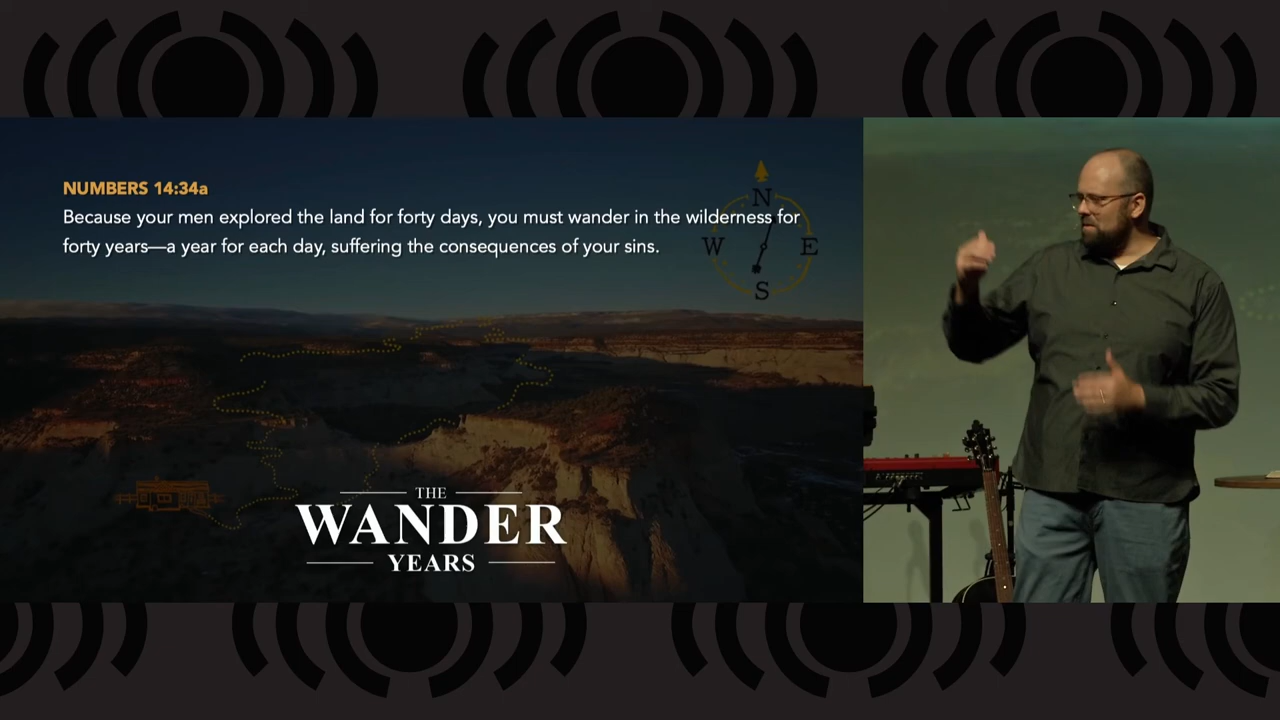 NUMBERS 14:34a
Because your men explored the land for forty days, you must wander in the wilderness for
forty years—a year for each day, suffering the consequences of your sins.
N
W
E
S
THE
WANDER
YEARS